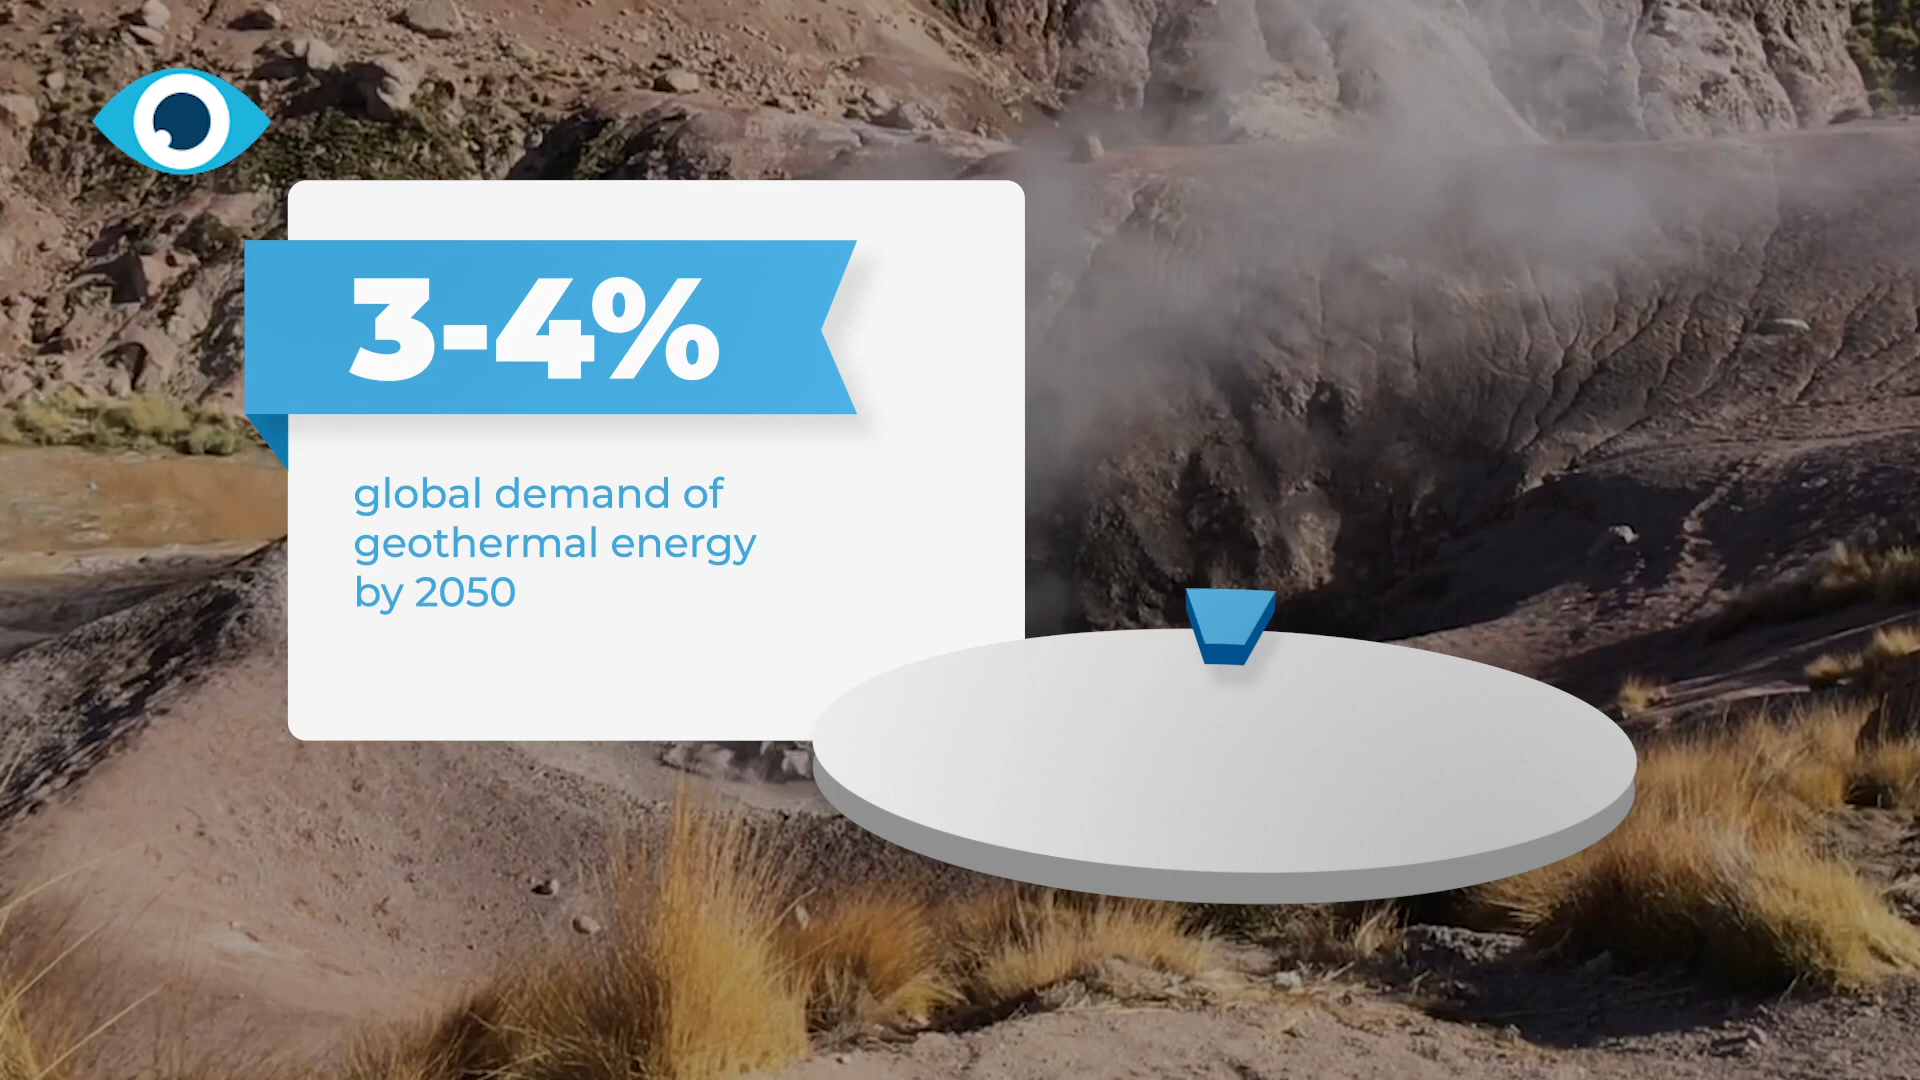 3-4%
global demand of
geothermal energy
by 2050